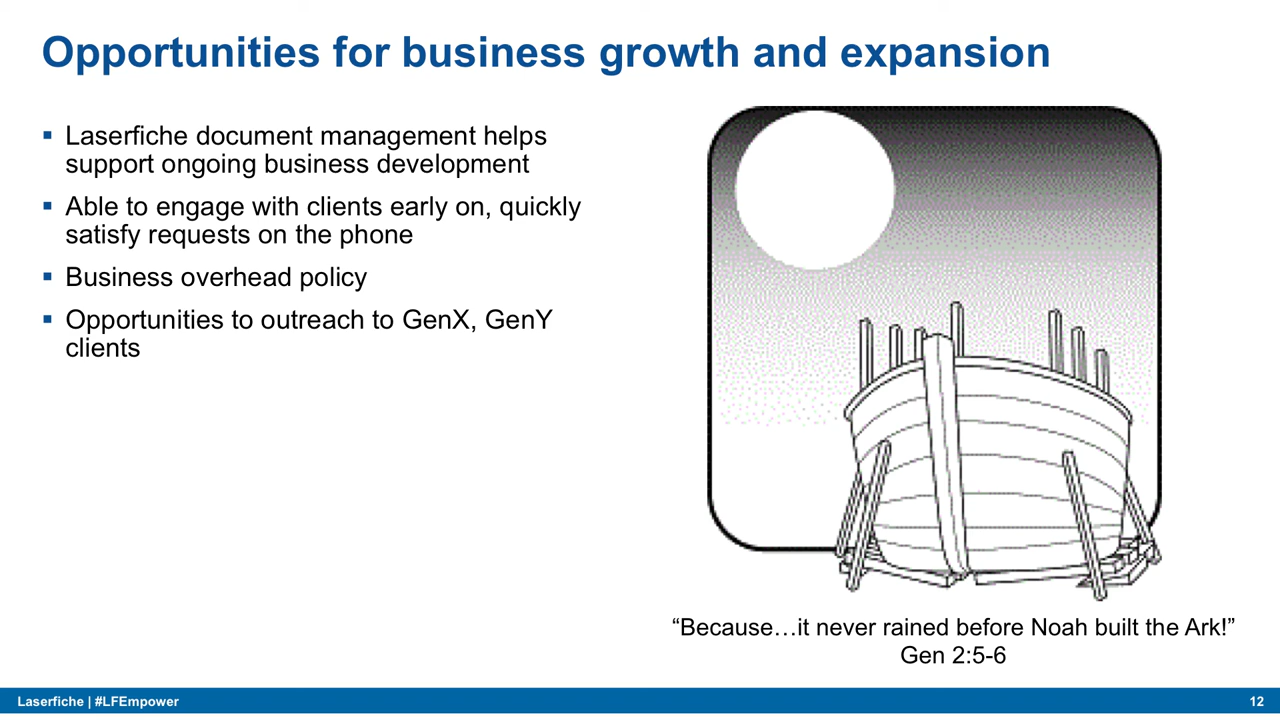 Opportunities for business growth and expansion
▪ Laserfiche document management helps
support ongoing business development
▪ Able to engage with clients early on, quickly
satisfy requests on the phone
▪ Business overhead policy
▪ Opportunities to outreach to GenX, GenY
clients
“Because…it never rained before Noah built the Ark!”
Gen 2:5-6
Laserfiche | #LFEmpower
12